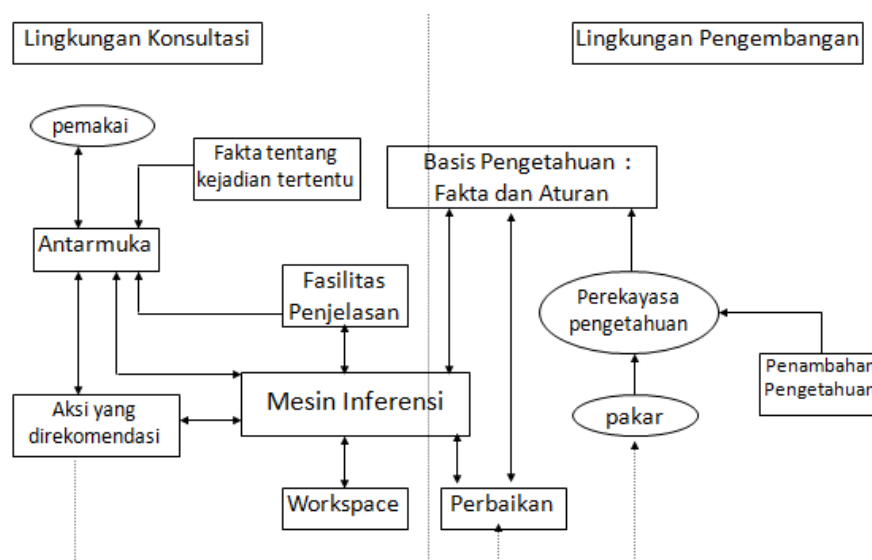 Lingkungan Konsultasi
Lingkungan Pengembangan
pemakai
Fakta tentang
kejadian tertentu
Basis Pengetahuan :
Fakta dan Aturan
Antarmuka
Fasilitas
Penjelasan
Perekayasa
pengetahuan
Penambahan
Pengetahuan
Mesin Inferensi
Aksi yang
direkomendasi
pakar
Workspace
Perbaikan